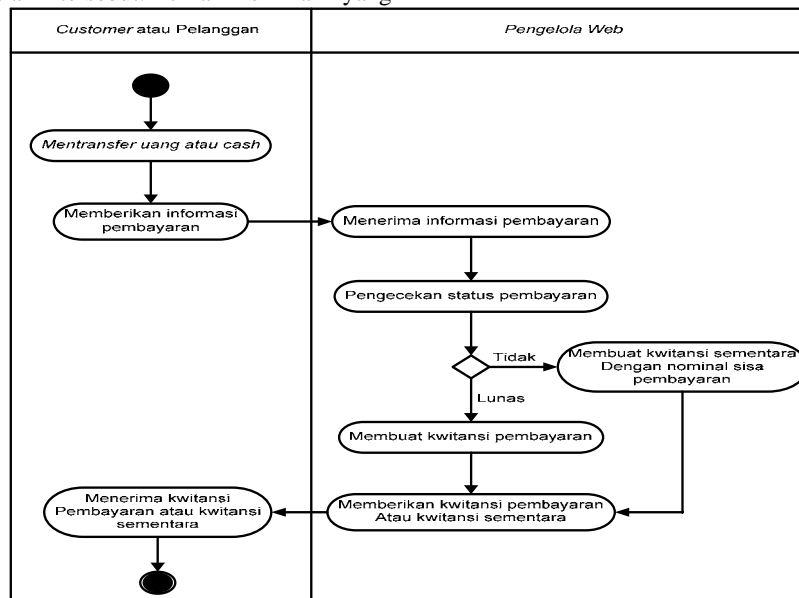 Customer atau Pelanggan
Pengelola Web
Mentransfer uang atau cash
Memberikan informasi
pembayaran
Menerima informasi pembayaran
Pengecekan status pembayaran
Tidak
Membuat kwitansi sementara
Dengan nominal sisa
pembayaran
Lunas
Membuat kwitansi pembayaran
Memberikan kwitansi pembayaran
Atau kwitansi sementara
Menerima kwitansi
Pembayaran atau kwitansi
sementara